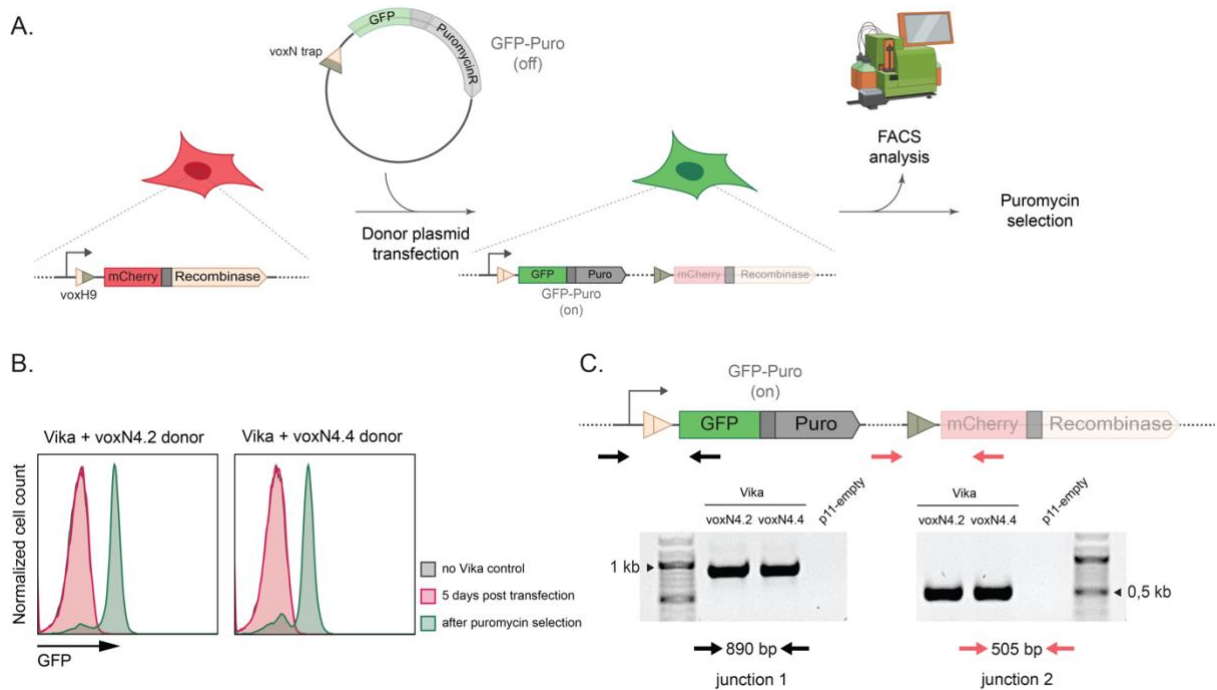 A.
GFP
PuromycinR
voxN trap
GFP-Puro
(off)
FACS
analysis
Puromycin
selection
Donor plasmid
transfection
mCherry
Recombinase
voxH9
GFP
Puro
mCherry
Recombinase
GFP-Puro
(on)
B.
Vika + voxN4.2 donor
Vika + voxN4.4 donor
Normalized cell count
GFP
no Vika control
5 days post transfection
after puromycin selection
C.
GFP-Puro
(on)
GFP
Puro
mCherry
Recombinase
Vika
voxN4.2 voxN4.4
p11-empty
1 kb
890 bp
junction 1
Vika
voxN4.2 voxN4.4
p11-empty
0,5 kb
505 bp
junction 2